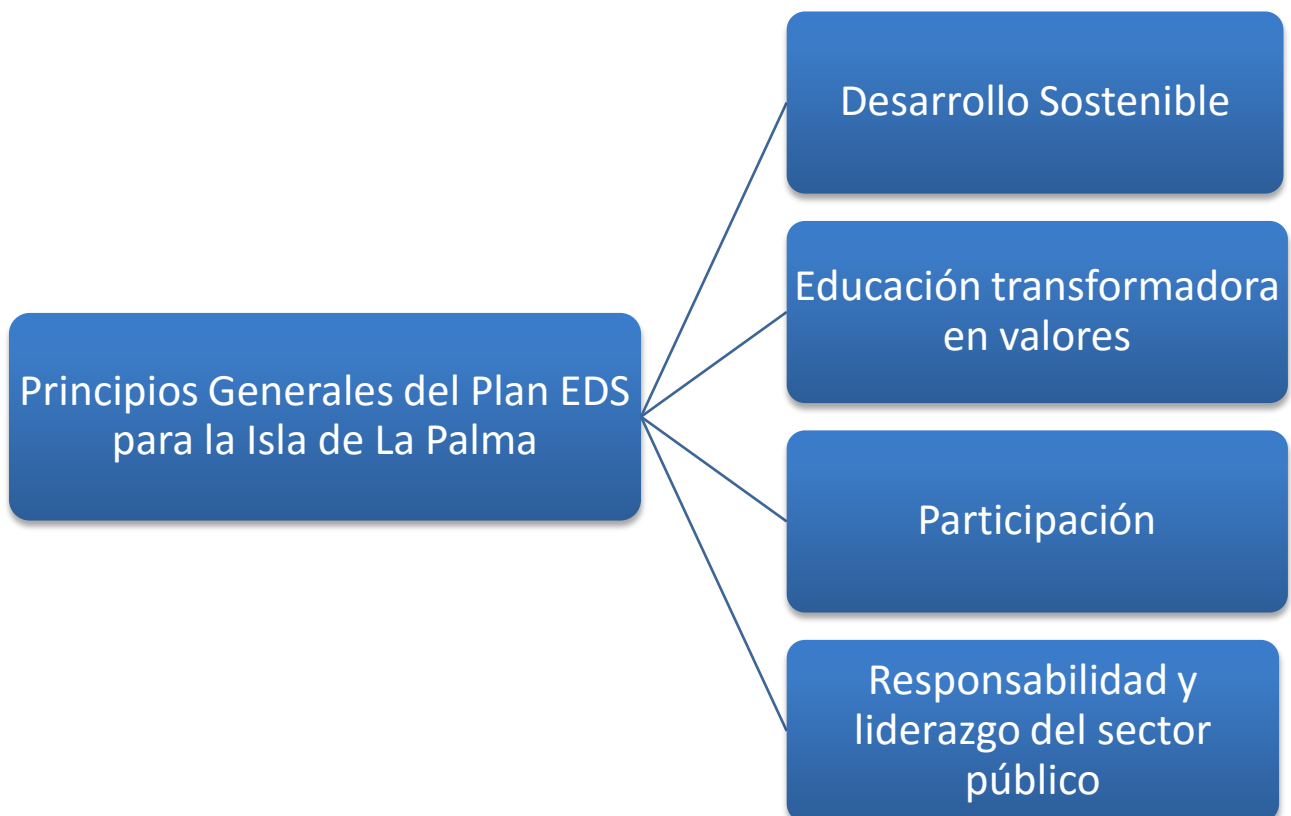 Principios Generales del Plan EDS
para la Isla de La Palma
Desarrollo Sostenible
Educación transformadora
en valores
Participación
Responsabilidad y
liderazgo del sector
público